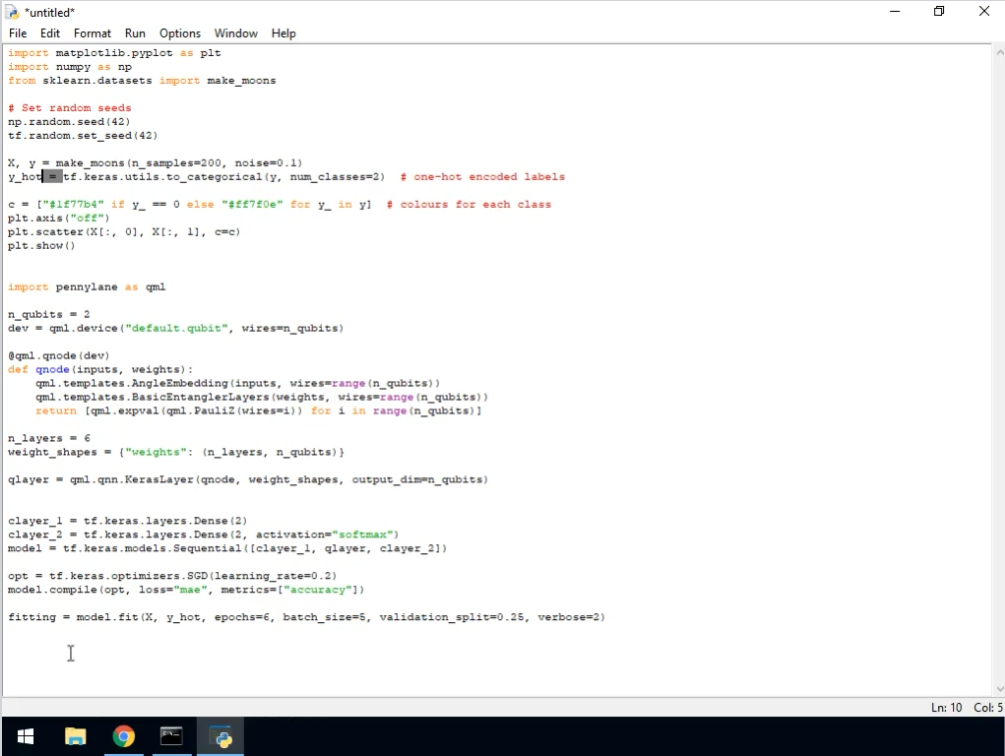 *untitled*
File Edit Format Run Options Window Help
import matplotlib.pyplot as plt
import numpy as np
from sklearn.datasets import make_moons
# Set random seeds
np.random.seed(42)
tf.random.set_seed(42)
X, y = make_moons(n_samples=200, noise=0.1)
y_hot = tf.keras.utils.to_categorical(y, num_classes=2)  # one-hot encoded labels
c = ["#1f77b4" if y_ == 0 else "#ff7f0e" for y_ in y]  # colours for each class
plt.axis("off")
plt.scatter(X[:, 0], X[:, 1], c=c)
plt.show()
import pennylane as qml
n_qubits = 2
dev = qml.device("default.qubit", wires=n_qubits)
@qml.qnode(dev)
def qnode(inputs, weights):
    qml.templates.AngleEmbedding(inputs, wires=range(n_qubits))
    qml.templates.BasicEntanglerLayers(weights, wires=range(n_qubits))
    return [qml.expval(qml.PauliZ(wires=i)) for i in range(n_qubits)]
n_layers = 6
weight_shapes = {"weights": (n_layers, n_qubits)}
qlayer = qml.qnn.KerasLayer(qnode, weight_shapes, output_dim=n_qubits)
clayer_1 = tf.keras.layers.Dense(2)
clayer_2 = tf.keras.layers.Dense(2, activation="softmax")
model = tf.keras.models.Sequential([clayer_1, qlayer, clayer_2])
opt = tf.keras.optimizers.SGD(learning_rate=0.2)
model.compile(opt, loss="mae", metrics=["accuracy"])
fitting = model.fit(X, y_hot, epochs=6, batch_size=5, validation_split=0.25, verbose=2)
Ln: 10 Col: 5